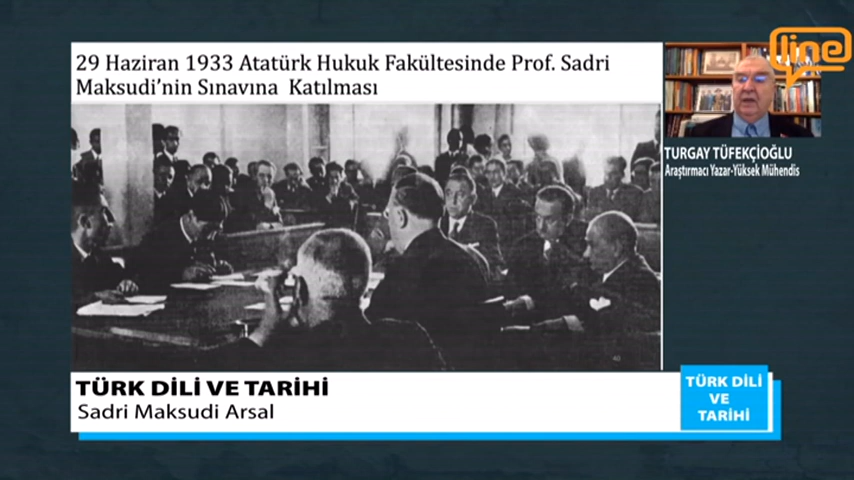 29 Haziran 1933 Atatürk Hukuk Fakültesinde Prof. Sadri
Maksudi’nin Sınavına Katılması
line
TURGAY TÜFEKÇİOĞLU
Araştırmacı Yazar-Yüksek Mühendis
TÜRK DİLİ VE TARİHİ
Sadri Maksudi Arsal
TÜRK DİLİ
VE
TARİHİ